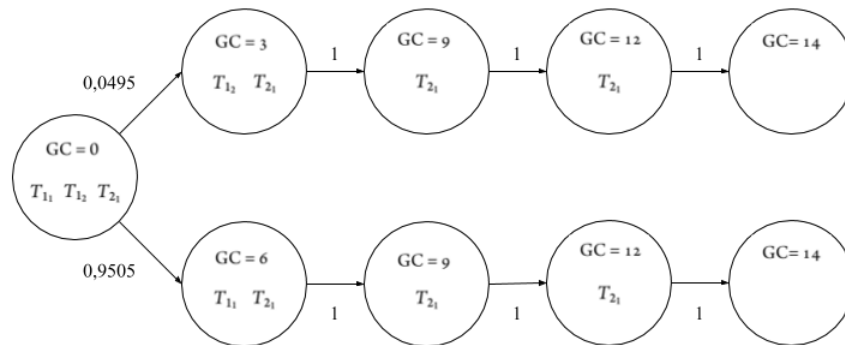 GC = 3
T₁₂ T₂₁
1
GC = 9
T₂₁
1
GC = 12
T₂₁
1
GC= 14
0,0495
GC = 0
T₁₁ T₁₂ T₂₁
0,9505
GC = 6
T₁₁ T₂₁
1
GC = 9
T₂₁
1
GC = 12
T₂₁
1
GC= 14